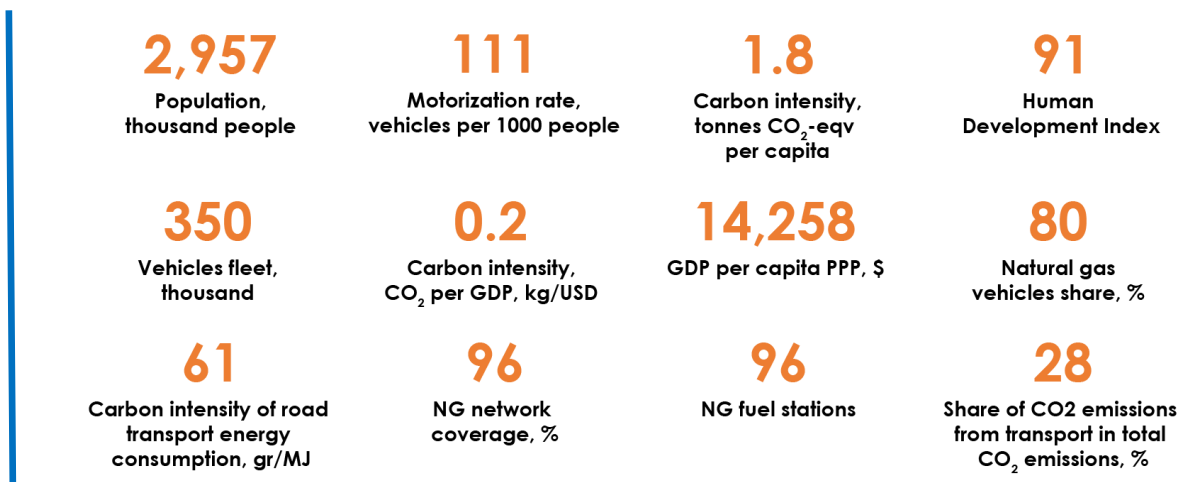 2,957
Population,
thousand people
111
Motorization rate,
vehicles per 1000 people
1.8
Carbon intensity,
tonnes CO₂-eqv
per capita
91
Human
Development Index
350
Vehicles fleet,
thousand
0.2
Carbon intensity,
CO₂ per GDP, kg/USD
14,258
GDP per capita PPP, $
80
Natural gas
vehicles share, %
61
Carbon intensity of road
transport energy
consumption, gr/MJ
96
NG network
coverage, %
96
NG fuel stations
28
Share of CO2 emissions
from transport in total
CO₂ emissions, %